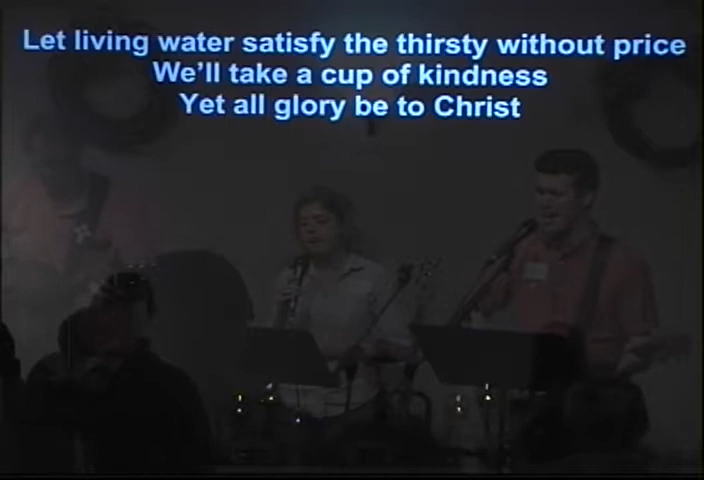 Let living water satisfy the thirsty without price
We'll take a cup of kindness
Yet all glory be to Christ